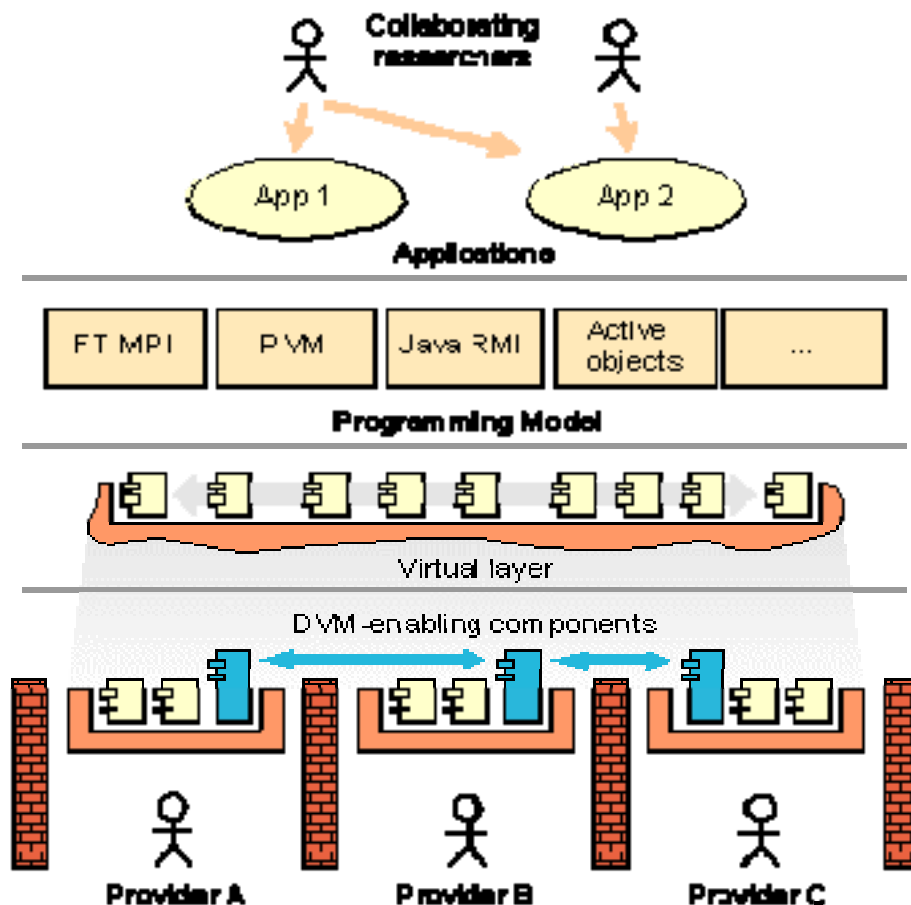 Collaborating
researchers
App 1
App 2
Applications
FT MPI
PVM
Java RMI
Active
objects
...
Programming Model
Virtual layer
DVM-enabling components
Provider A
Provider B
Provider C